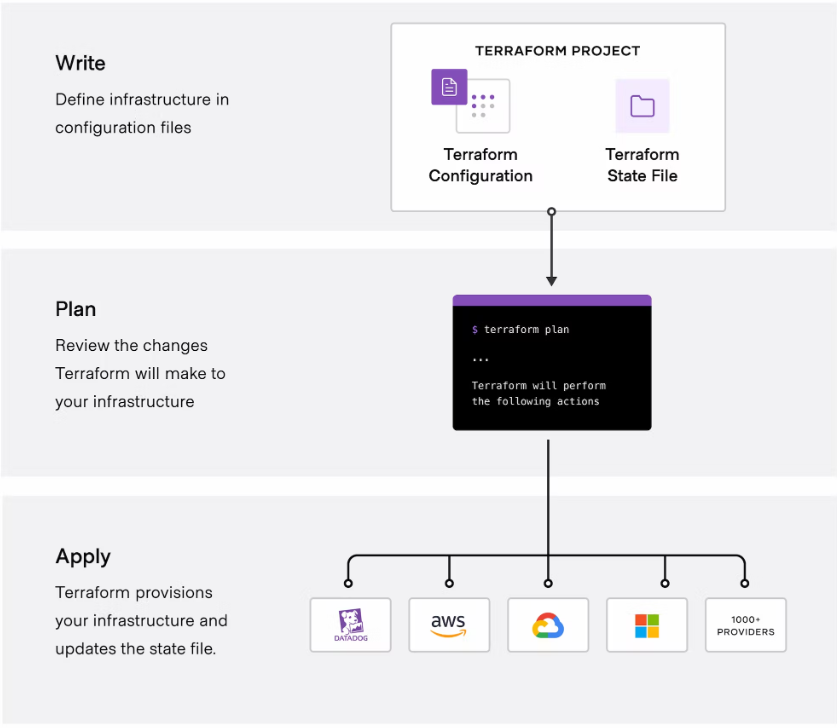 Write
Define infrastructure in
configuration files
TERRAFORM PROJECT
Terraform
Configuration
Terraform
State File
Plan
Review the changes
Terraform will make to
your infrastructure
$ terraform plan
...
Terraform will perform
the following actions
Apply
Terraform provisions
your infrastructure and
updates the state file.
DATADOG
aws
1000+
PROVIDERS